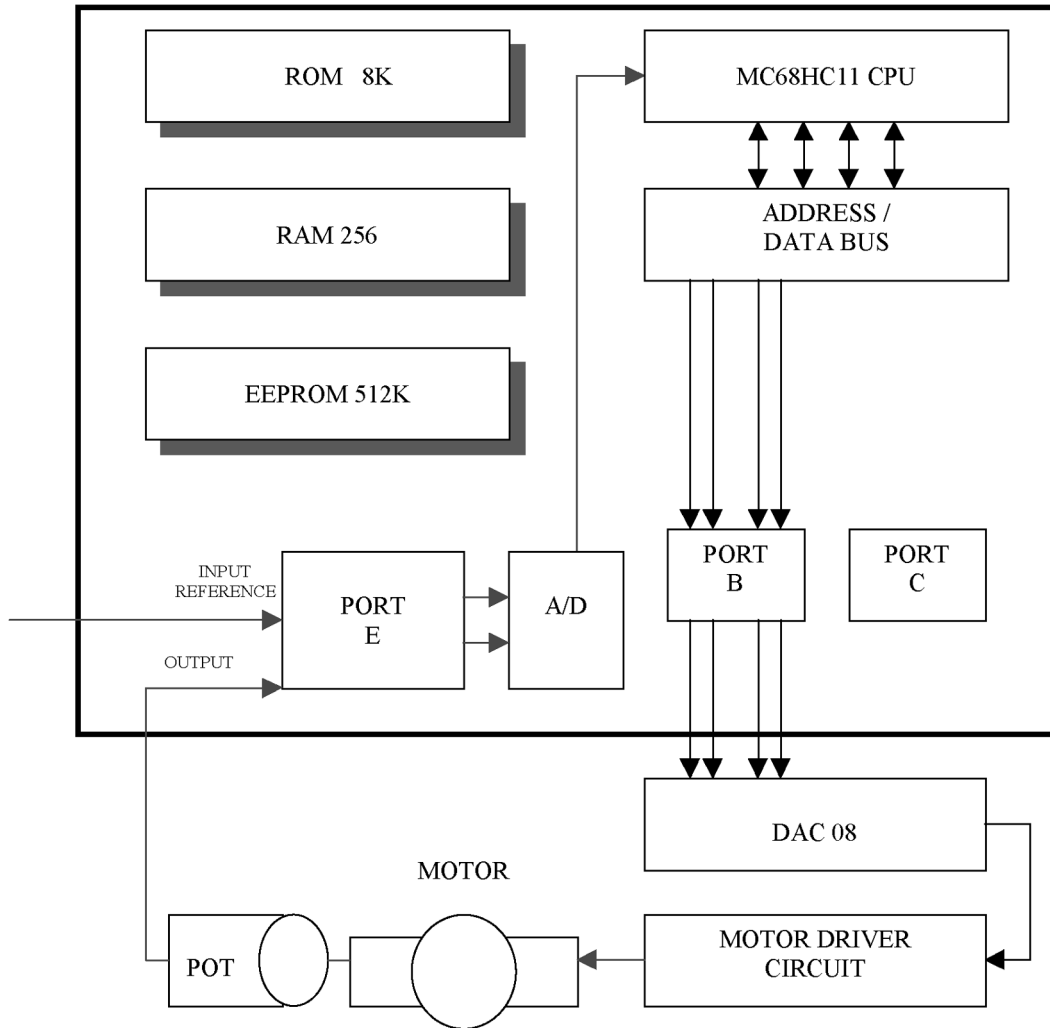 ROM 8K
MC68HC11 CPU
RAM 256
ADDRESS /
DATA BUS
EEPROM 512K
INPUT
REFERENCE
PORT
E
A/D
PORT
B
PORT
C
OUTPUT
DAC 08
MOTOR
POT
MOTOR DRIVER
CIRCUIT